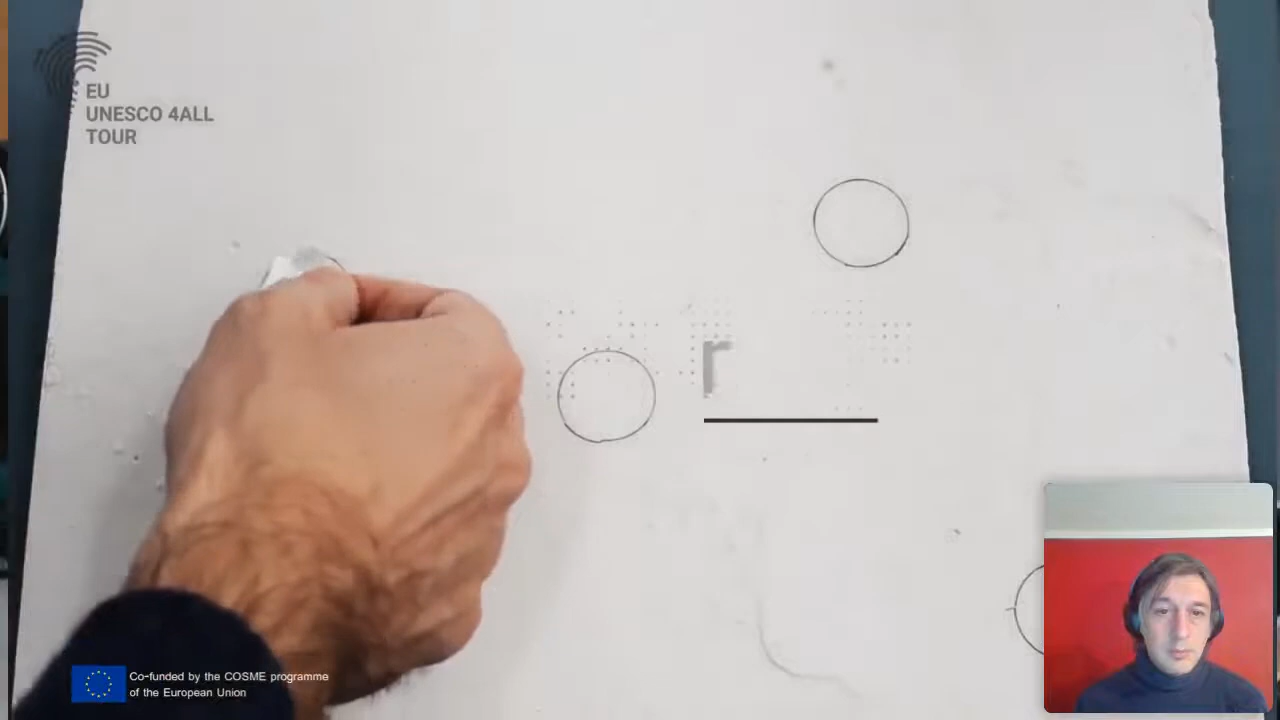 EU
UNESCO 4ALL
TOUR
Co-funded by the COSME programme
of the European Union